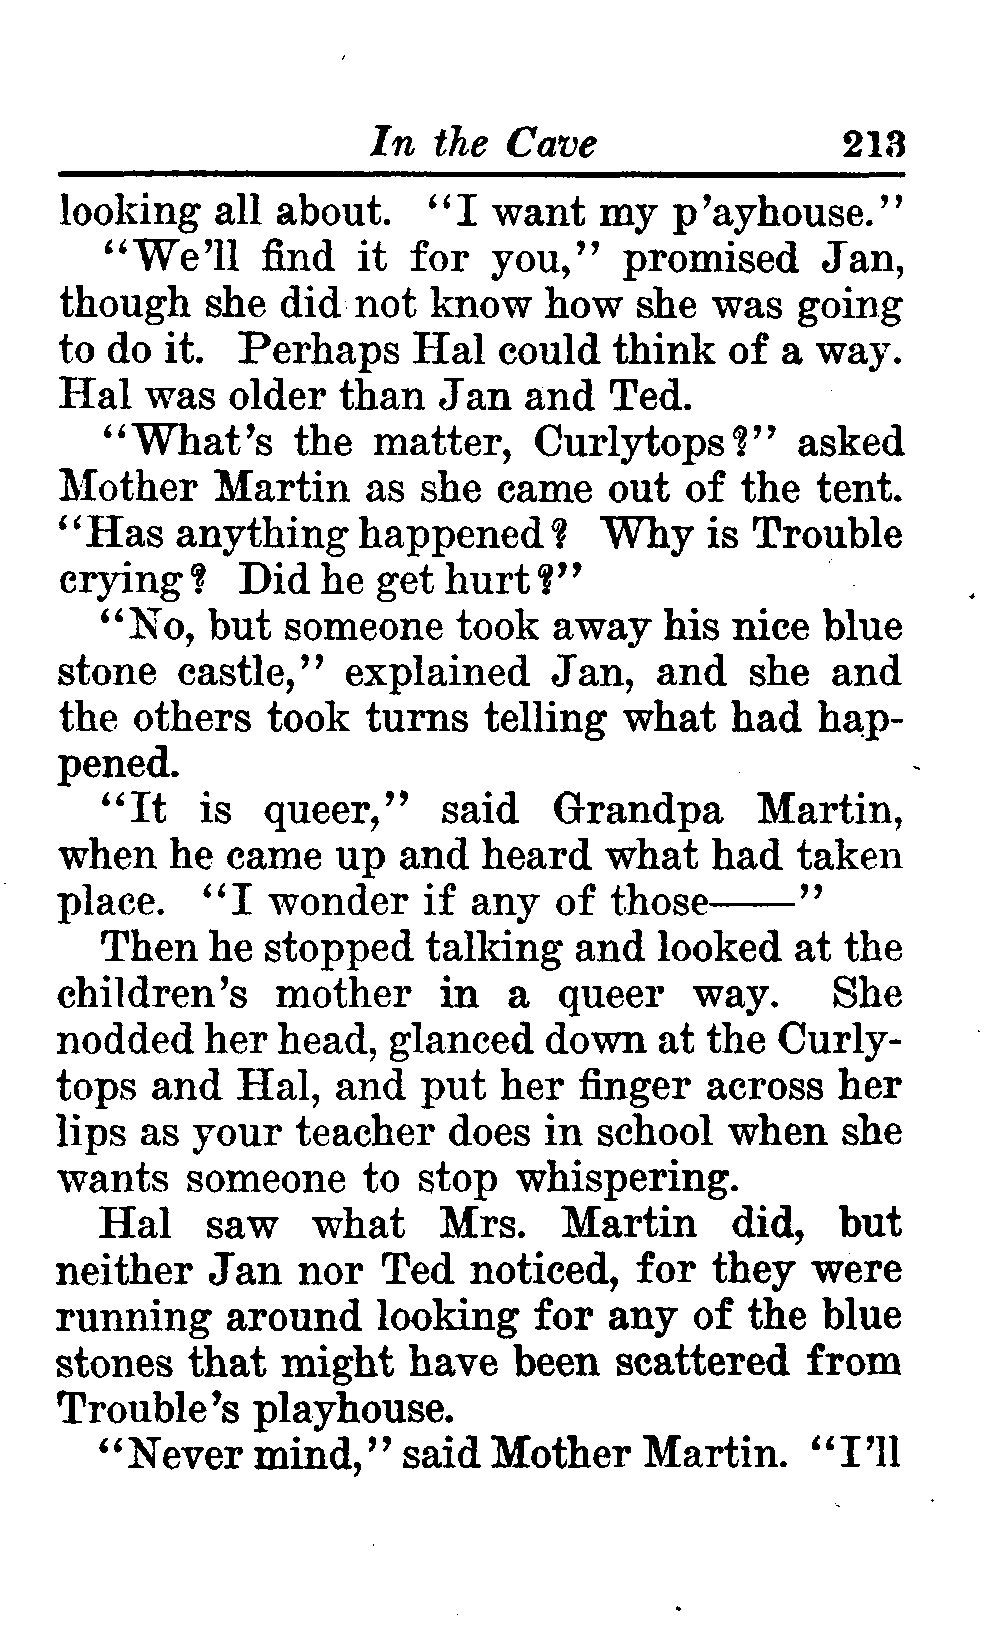 In the Cave 213
looking all about. "I want my p'ayhouse."
"We'll find it for you," promised Jan,
though she did not know how she was going
to do it. Perhaps Hal could think of a way.
Hal was older than Jan and Ted.
"What's the matter, Curlytops?" asked
Mother Martin as she came out of the tent.
"Has anything happened? Why is Trouble
crying? Did he get hurt?"
"No, but someone took away his nice blue
stone castle," explained Jan, and she and
the others took turns telling what had hap-
pened.
"It is queer," said Grandpa Martin,
when he came up and heard what had taken
place. "I wonder if any of those——"
Then he stopped talking and looked at the
children's mother in a queer way. She
nodded her head, glanced down at the Curly-
tops and Hal, and put her finger across her
lips as your teacher does in school when she
wants someone to stop whispering.
Hal saw what Mrs. Martin did, but
neither Jan nor Ted noticed, for they were
running around looking for any of the blue
stones that might have been scattered from
Trouble's playhouse.
"Never mind," said Mother Martin. "I'll